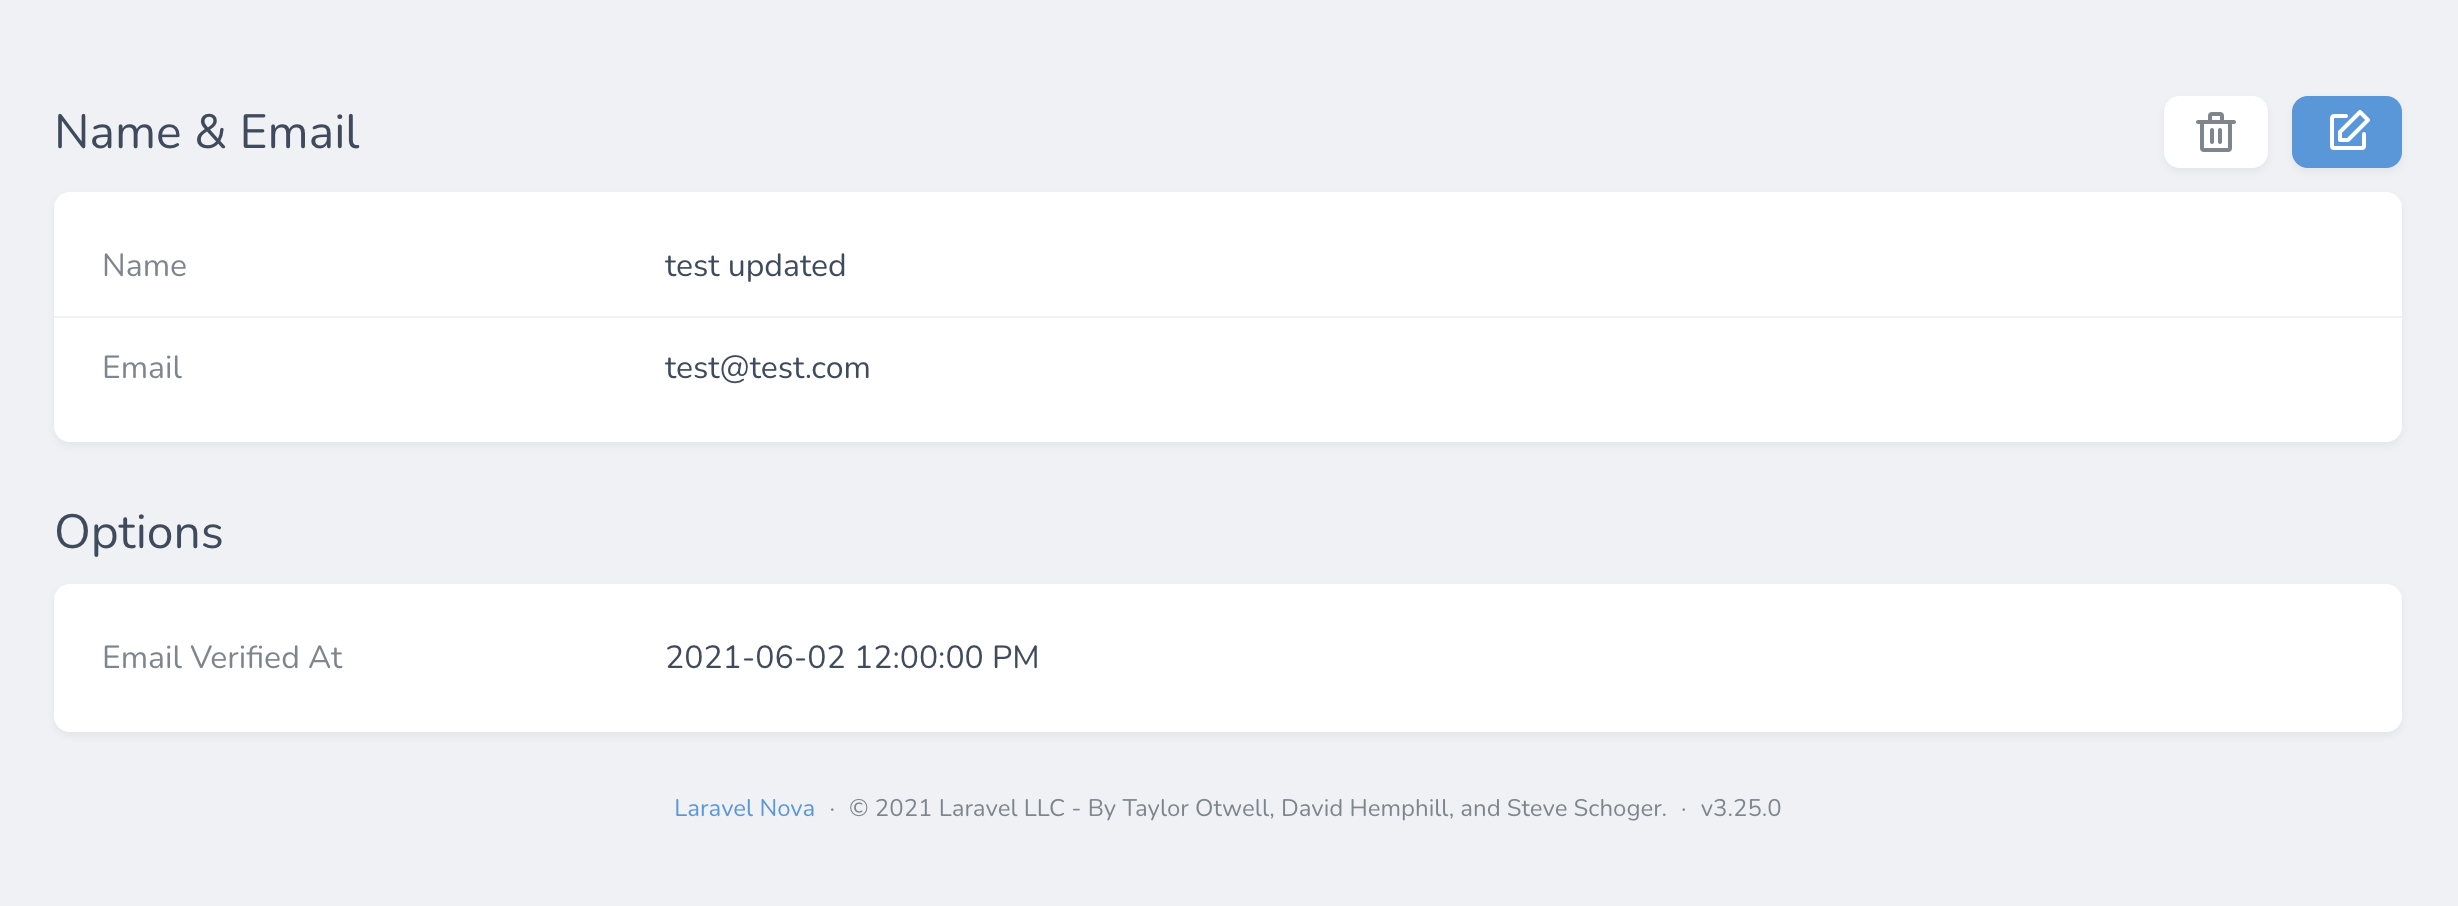 Name & Email
Name test updated
Email test@test.com
Options
Email Verified At 2021-06-02 12:00:00 PM
Laravel Nova · © 2021 Laravel LLC - By Taylor Otwell, David Hemphill, and Steve Schoger. · v3.25.0